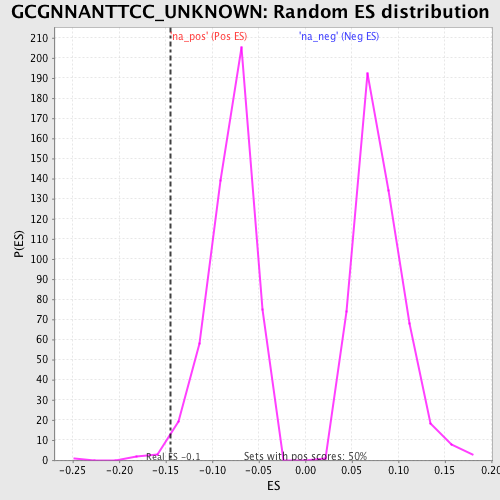 GCGNNANTTCC_UNKNOWN: Random ES distribution
'na_pos' (Pos ES)
'na_neg' (Neg ES)
210
200
190
180
170
160
150
140
130
120
110
100
90
80
70
60
50
40
30
20
10
0
P(ES)
Real ES -0.1
Sets with pos scores: 50%
-0.25 -0.20 -0.15 -0.10 -0.05 0.00 0.05 0.10 0.15 0.20
ES